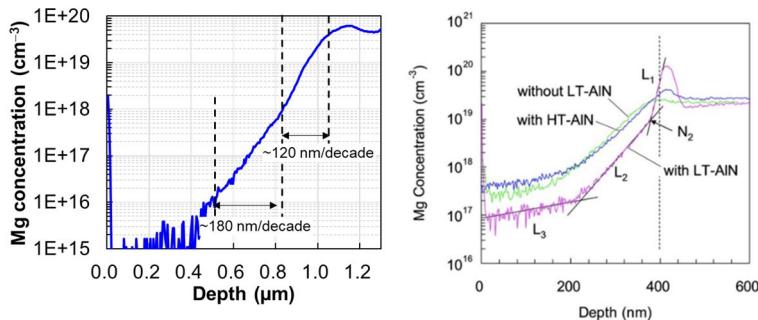 Mg concentration (cm⁻³)
1E+20
1E+19
1E+18
1E+17
1E+16
1E+15
~120 nm/decade
~180 nm/decade
0.0 0.2 0.4 0.6 0.8 1.0 1.2
Depth (μm)
Mg Concentration (cm⁻³)
10²¹
10²⁰
10¹⁹
10¹⁸
10¹⁷
10¹⁶
L₁
without LT-AlN
with HT-AlN
N₂
L₂
with LT-AlN
L₃
0 200 400 600
Depth (nm)